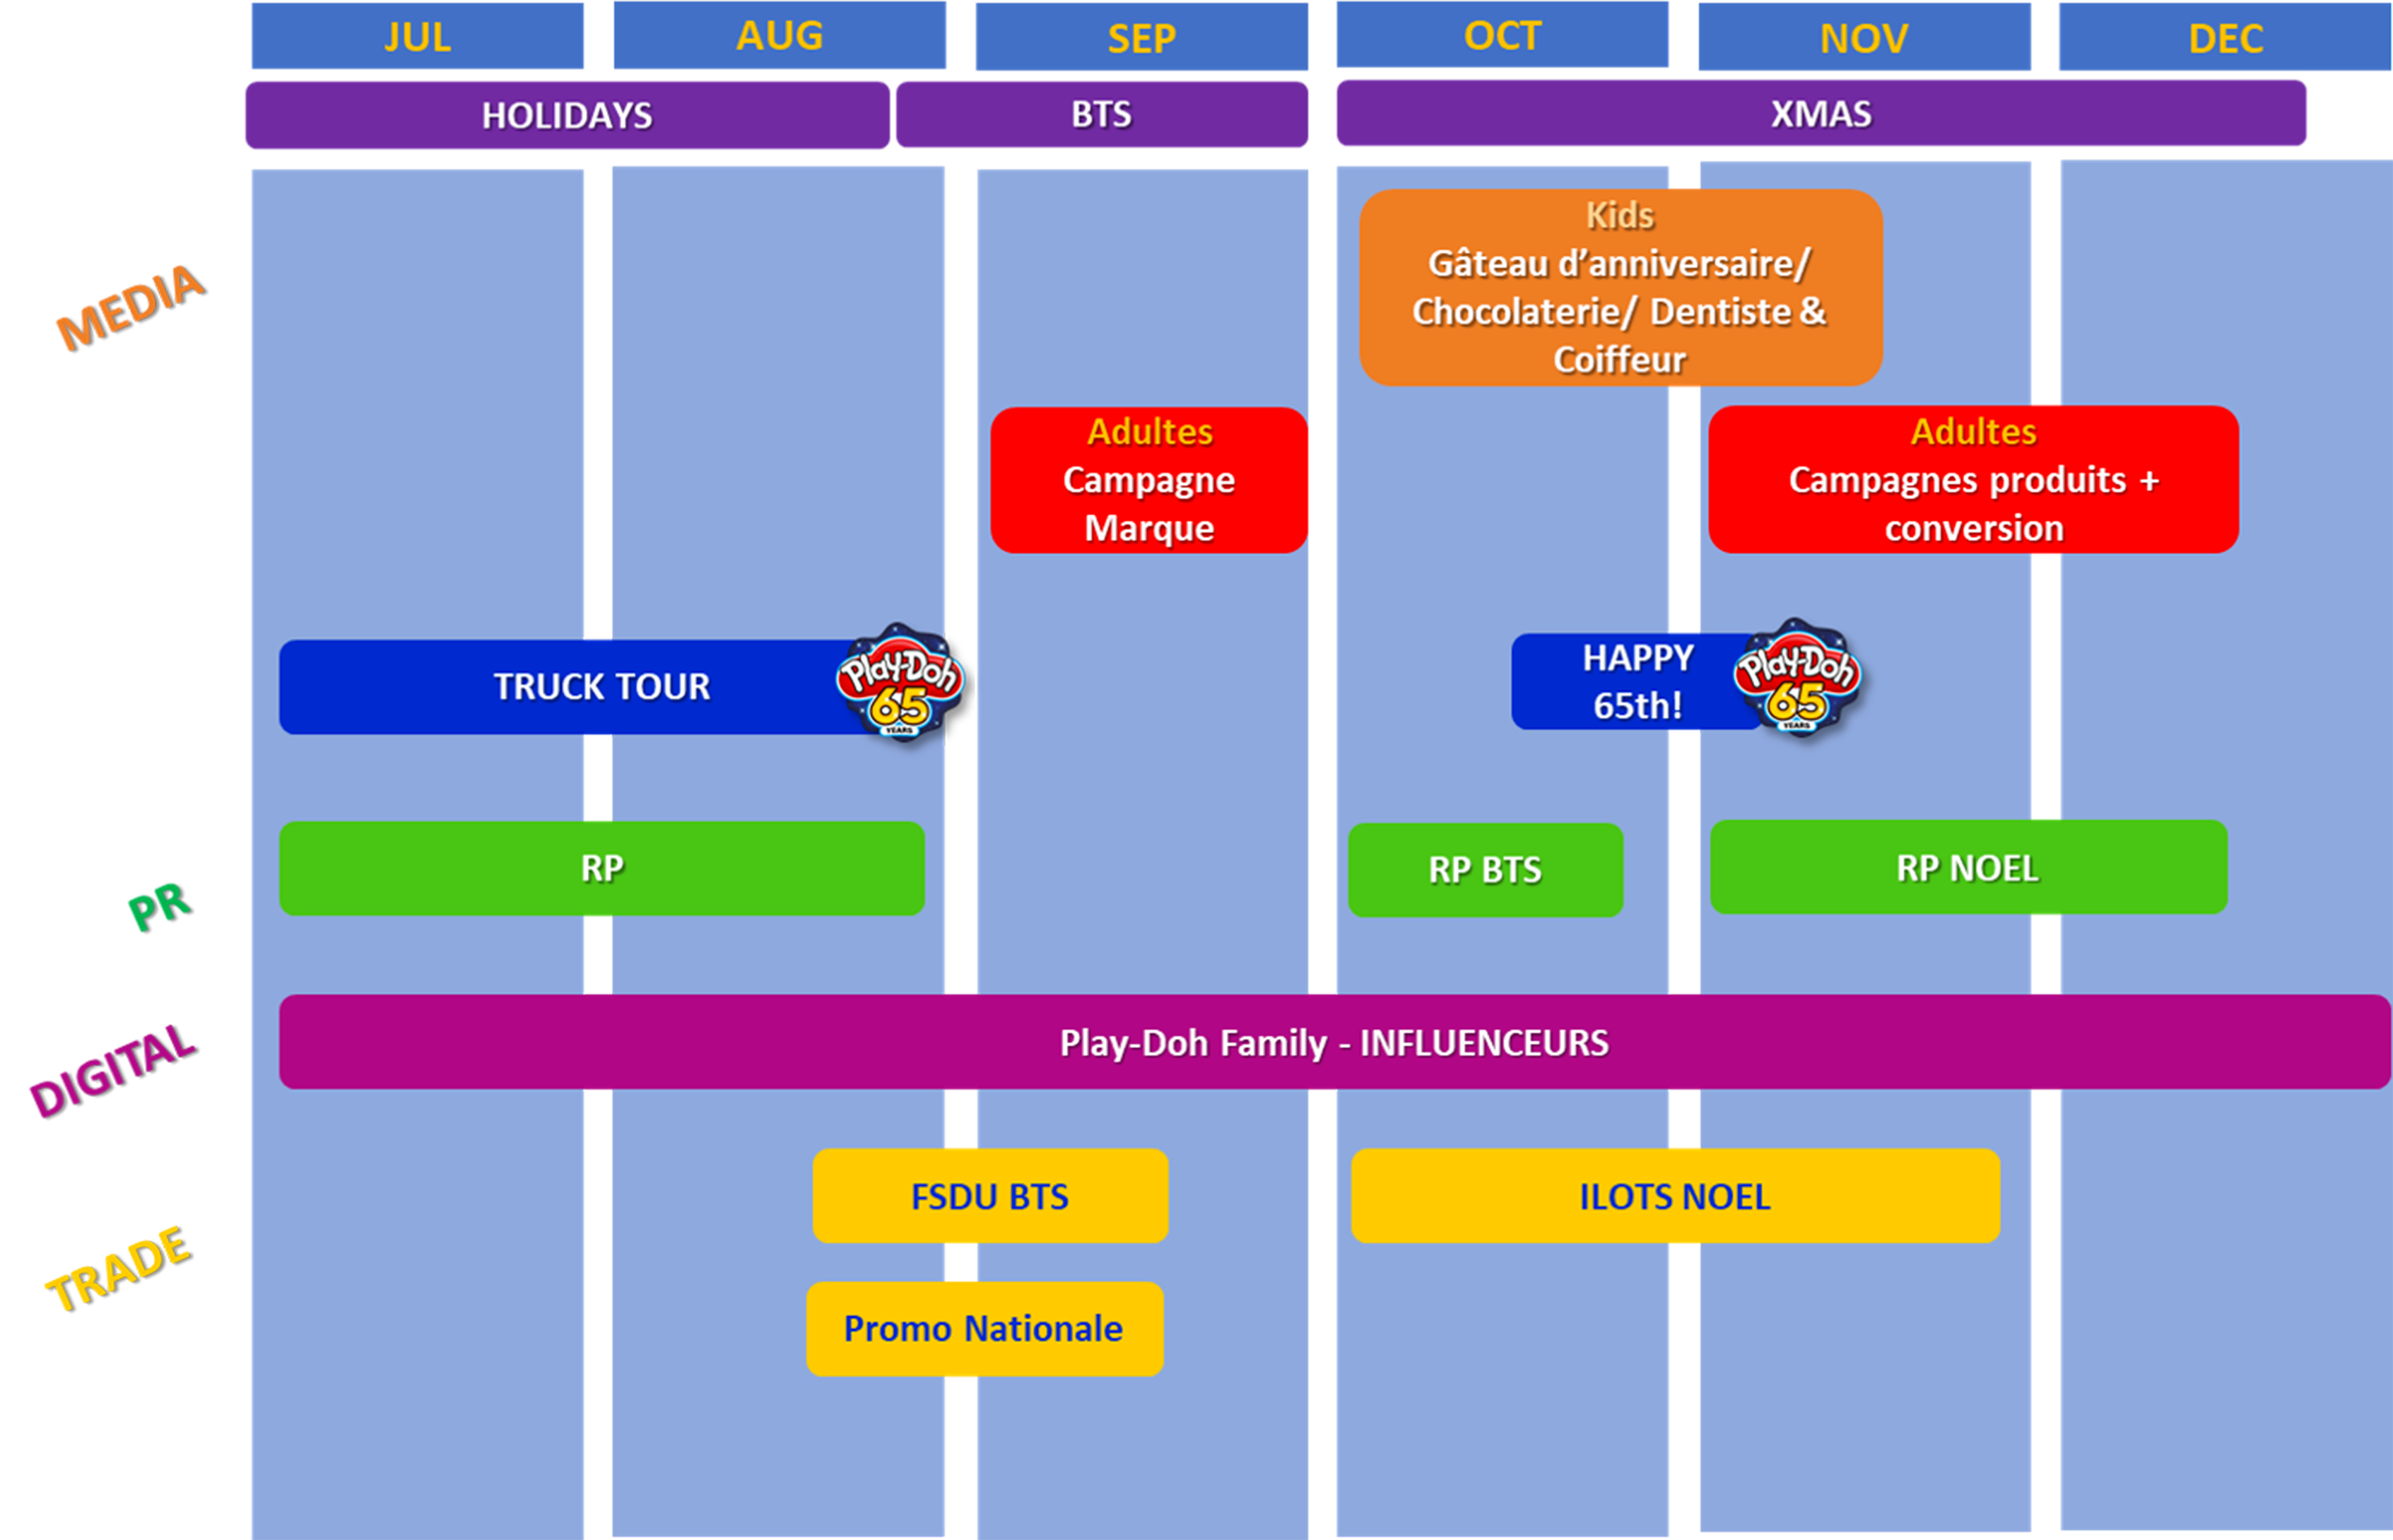 JUL
AUG
SEP
OCT
NOV
DEC
HOLIDAYS
BTS
XMAS
MEDIA
Kids
Gâteau d’anniversaire/
Chocolaterie/ Dentiste &
Coiffeur
Adultes
Campagne
Marque
Adultes
Campagnes produits +
conversion
TRUCK TOUR
Play-Doh
65
YEARS
HAPPY
65th!
Play-Doh
65
YEARS
PR
RP
RP BTS
RP NOEL
DIGITAL
Play-Doh Family - INFLUENCEURS
TRADE
FSDU BTS
ILOTS NOEL
Promo Nationale